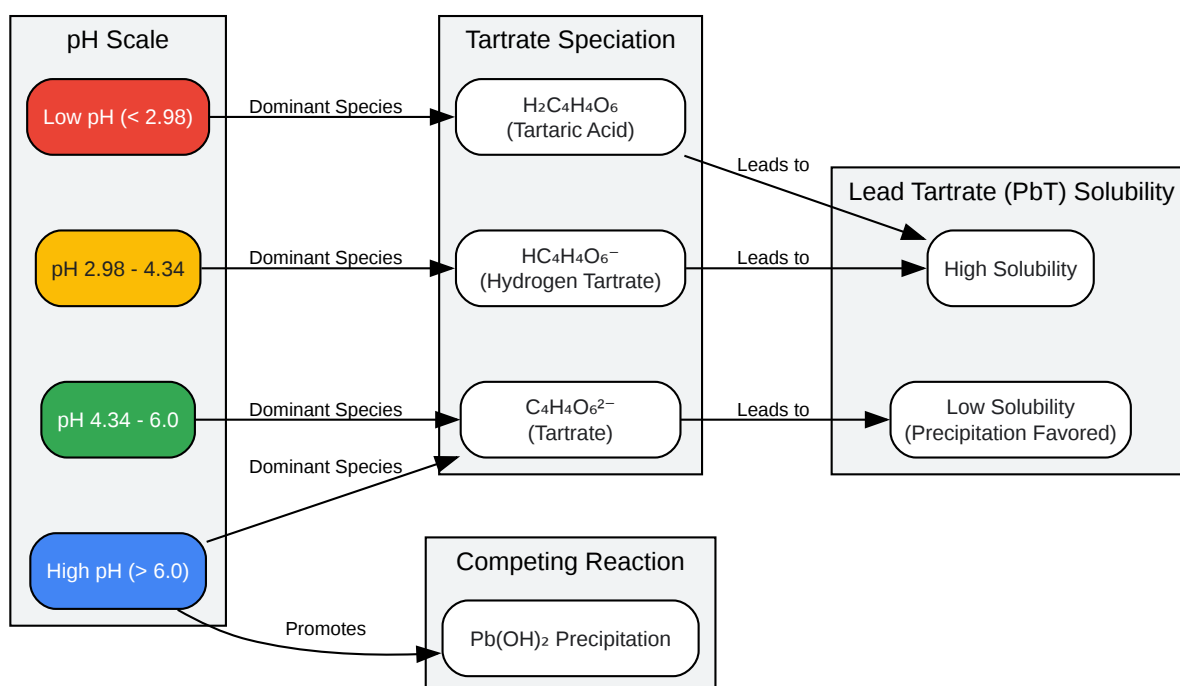 pH Scale
Tartrate Speciation
Low pH (< 2.98)
Dominant Species
H₂C₄H₄O₆
(Tartaric Acid)
Leads to
Lead Tartrate (PbT) Solubility
pH 2.98 - 4.34
Dominant Species
HC₄H₄O₆⁻
(Hydrogen Tartrate)
Leads to
High Solubility
pH 4.34 - 6.0
Dominant Species
C₄H₄O₆²⁻
(Tartrate)
Leads to
Low Solubility
(Precipitation Favored)
Dominant Species
High pH (> 6.0)
Competing Reaction
Promotes
Pb(OH)₂ Precipitation